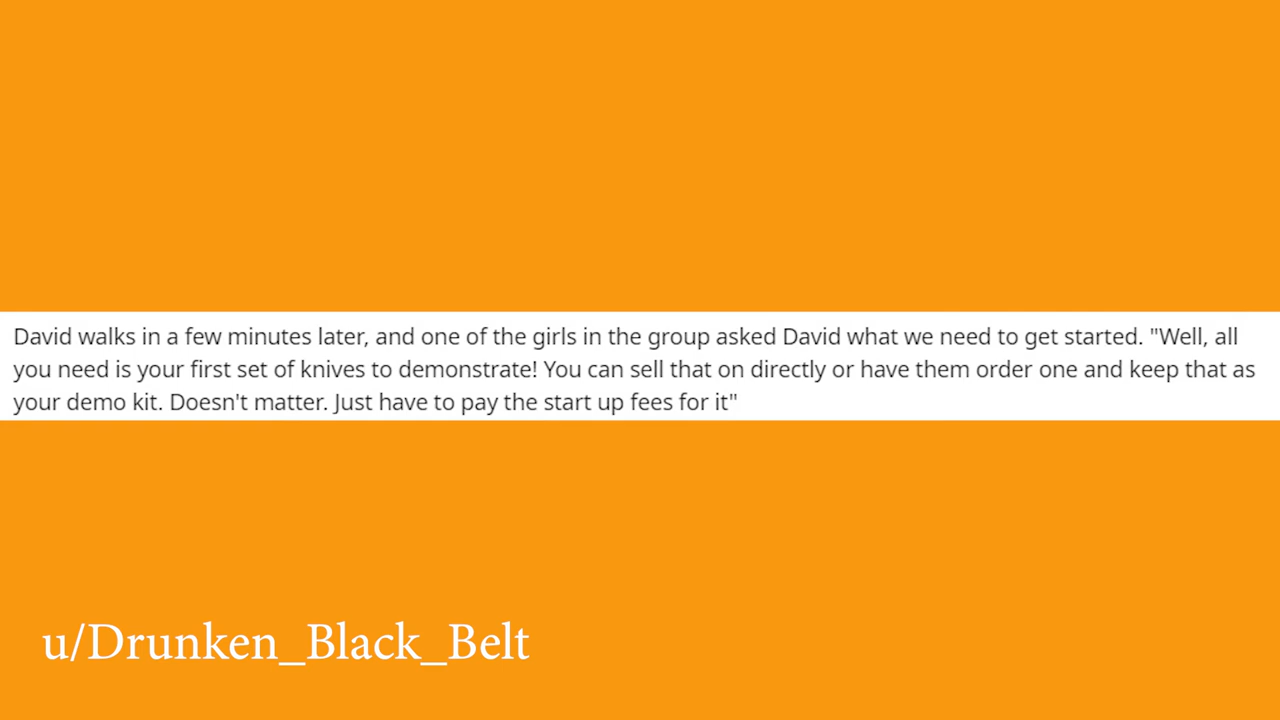 David walks in a few minutes later, and one of the girls in the group asked David what we need to get started. "Well, all
you need is your first set of knives to demonstrate! You can sell that on directly or have them order one and keep that as
your demo kit. Doesn't matter. Just have to pay the start up fees for it"
u/Drunken_Black_Belt